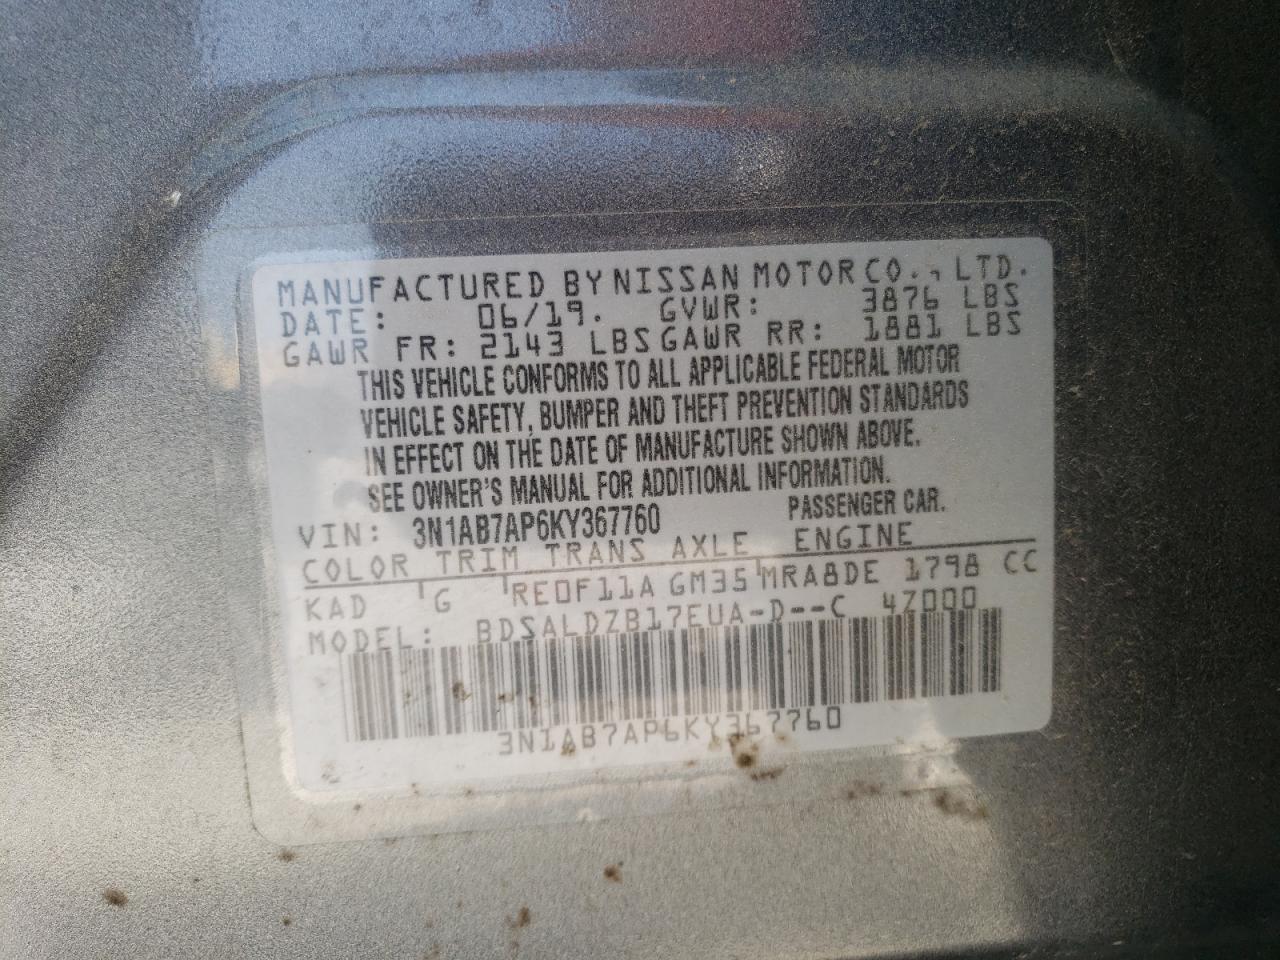 MANUFACTURED BY NISSAN MOTOR CO., LTD.
DATE: 06/19. GVWR: 3876 LBS
GAWR FR: 2143 LBS GAWR RR: 1881 LBS
THIS VEHICLE CONFORMS TO ALL APPLICABLE FEDERAL MOTOR
VEHICLE SAFETY, BUMPER AND THEFT PREVENTION STANDARDS
IN EFFECT ON THE DATE OF MANUFACTURE SHOWN ABOVE.
SEE OWNER'S MANUAL FOR ADDITIONAL INFORMATION.
VIN: 3N1AB7AP6KY367760 PASSENGER CAR.
COLOR TRIM TRANS AXLE ENGINE
KAD G RE0F11A GM35 MRA8DE 1798 CC
MODEL: BDSALDZB17EUA-D--C 4Z000
3N1AB7AP6KY367760